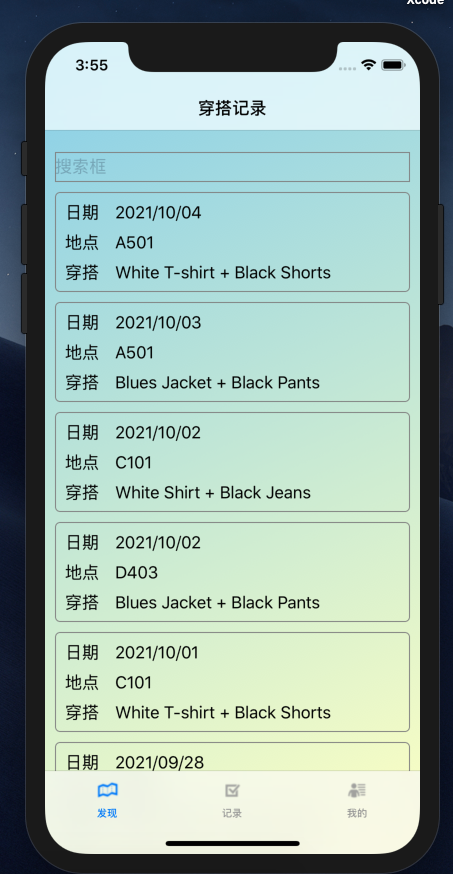 Xcode
3:55
穿搭记录
搜索框
日期 2021/10/04
地点 A501
穿搭 White T-shirt + Black Shorts
日期 2021/10/03
地点 A501
穿搭 Blues Jacket + Black Pants
日期 2021/10/02
地点 C101
穿搭 White Shirt + Black Jeans
日期 2021/10/02
地点 D403
穿搭 Blues Jacket + Black Pants
日期 2021/10/01
地点 C101
穿搭 White T-shirt + Black Shorts
日期 2021/09/28
发现 记录 我的